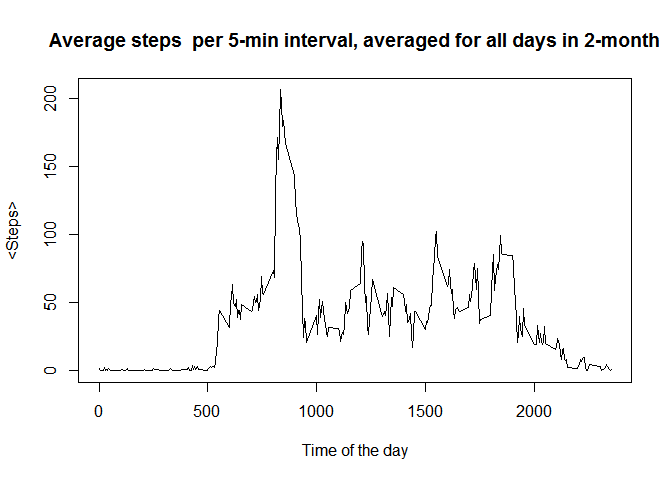 Average steps  per 5-min interval, averaged for all days in 2-month
200
150
100
50
0
<Steps>
0 500 1000 1500 2000
Time of the day